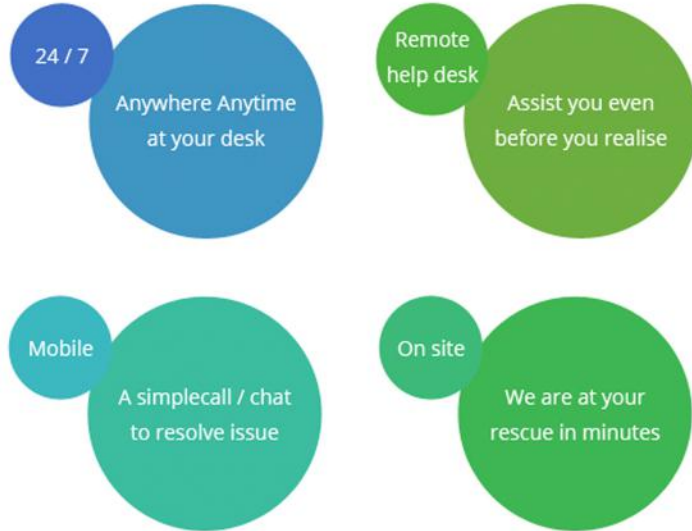 24 / 7
Anywhere Anytime
at your desk
Remote
help desk
Assist you even
before you realise
Mobile
A simplecall / chat
to resolve issue
On site
We are at your
rescue in minutes